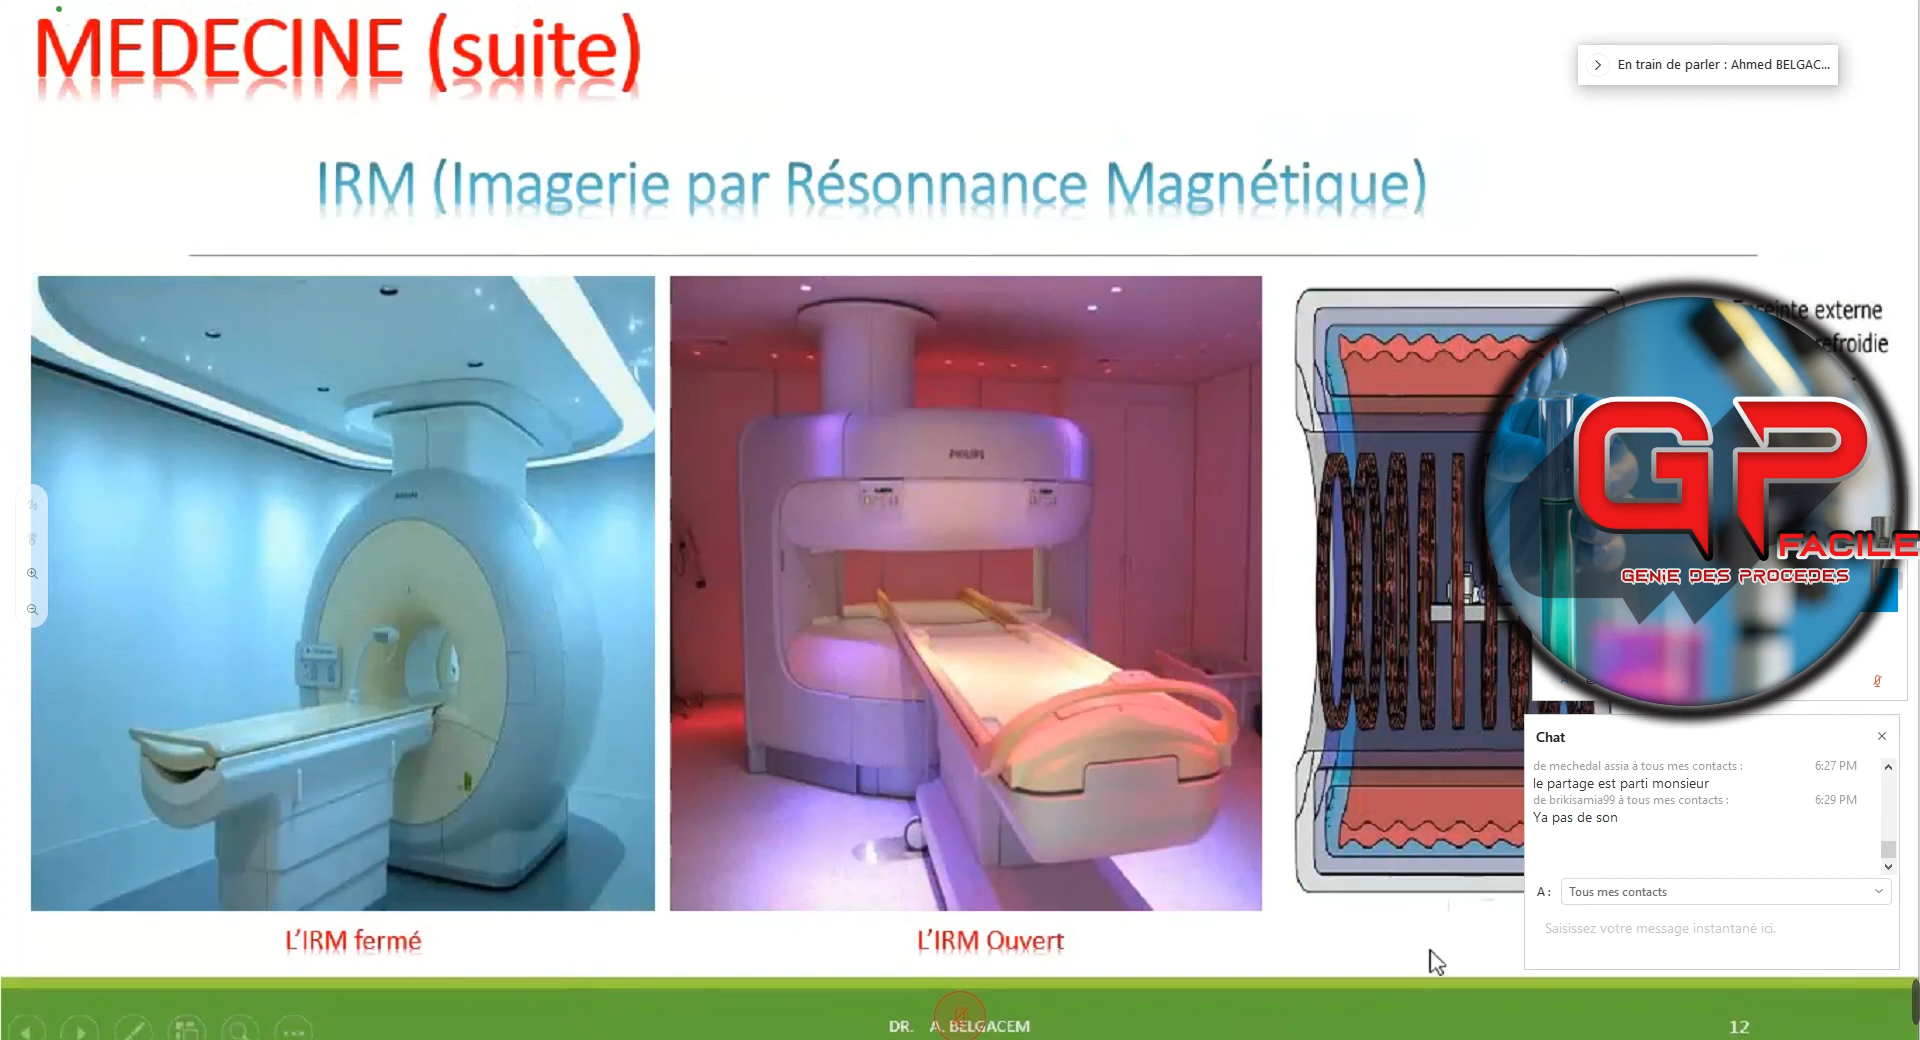 MEDECINE (suite)
En train de parler : Ahmed BELGAC...
IRM (Imagerie par Résonnance Magnétique)
externe
PHILIPS
GP
FACILE
GENIE DES PROCEDES
Chat
de mechedal assia à tous mes contacts :
6:27 PM
le partage est parti monsieur
de brikisamia99 à tous mes contacts :
6:29 PM
Ya pas de son
A :
Tous mes contacts
Saisissez votre message instantané ici.
L'IRM fermé
L'IRM Ouvert
DR. A. BELGACEM
12